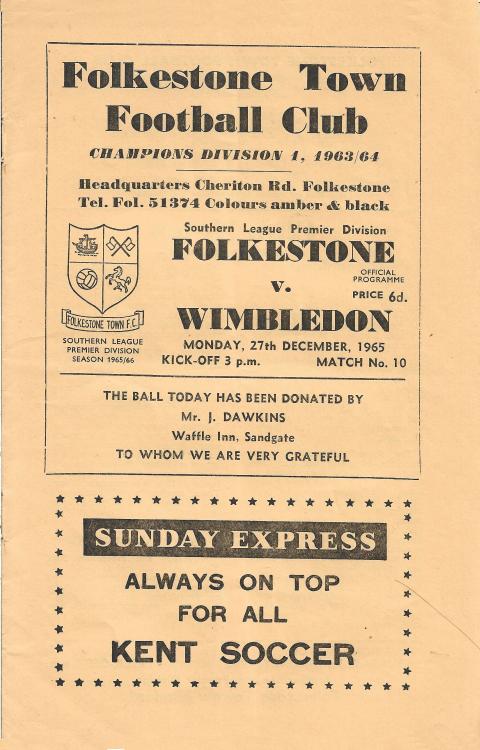 Folkestone Town
Football Club
CHAMPIONS DIVISION 1, 1963/64
Headquarters Cheriton Rd. Folkestone
Tel. Fol. 51374 Colours amber & black
Southern League Premier Division
FOLKESTONE
v.
OFFICIAL
PROGRAMME
PRICE 6d.
WIMBLEDON
FOLKESTONE TOWN F.C.
SOUTHERN LEAGUE
PREMIER DIVISION
SEASON 1965/66
MONDAY, 27th DECEMBER, 1965
KICK-OFF 3 p.m. MATCH No. 10
THE BALL TODAY HAS BEEN DONATED BY
Mr. J. DAWKINS
Waffle Inn, Sandgate
TO WHOM WE ARE VERY GRATEFUL
SUNDAY EXPRESS
ALWAYS ON TOP
FOR ALL
KENT SOCCER